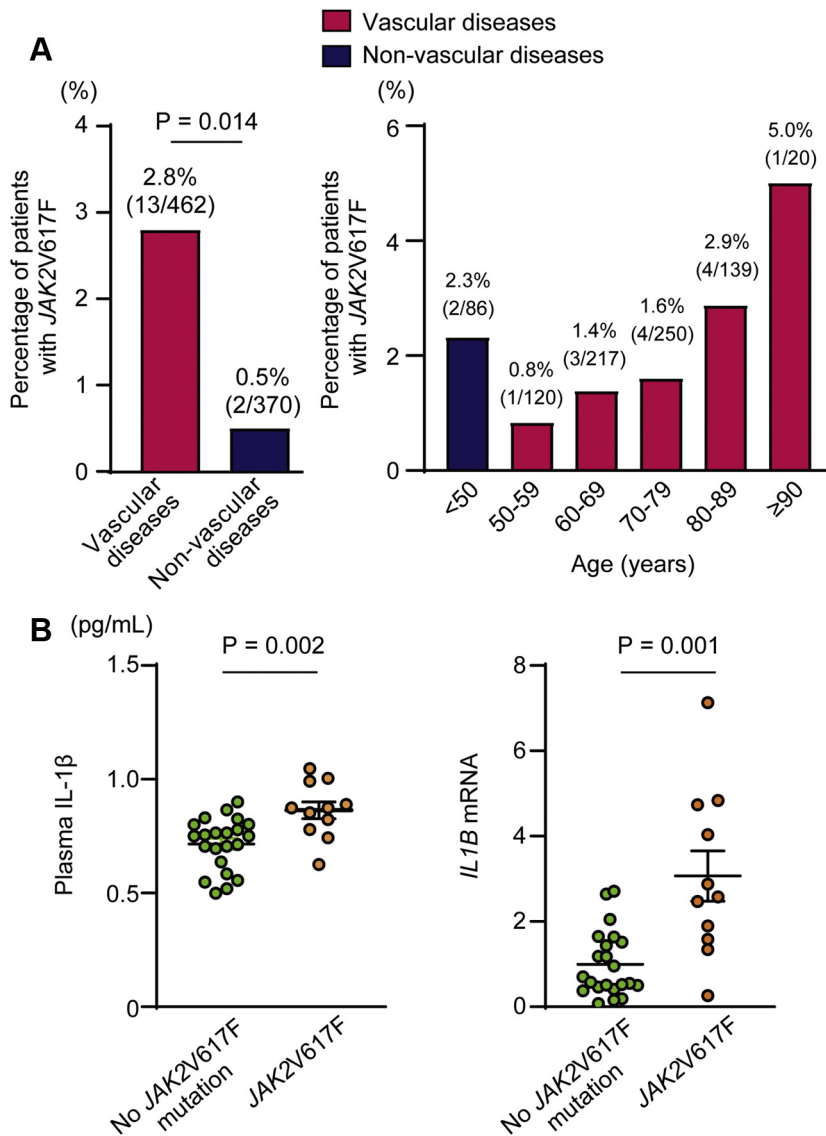 Vascular diseases
Non-vascular diseases
A
(%)
P = 0.014
Percentage of patients
with JAK2V617F
4
3
2
1
0
2.8%
(13/462)
0.5%
(2/370)
Vascular
diseases
Non-vascular
diseases
(%)
Percentage of patients
with JAK2V617F
6
4
2
0
2.3%
(2/86)
0.8%
(1/120)
1.4%
(3/217)
1.6%
(4/250)
2.9%
(4/139)
5.0%
(1/20)
<50
50-59
60-69
70-79
80-89
≥90
Age (years)
B
(pg/mL)
P = 0.002
Plasma IL-1β
1.5
1.0
0.5
0
No JAK2V617F
mutation
JAK2V617F
P = 0.001
IL1B mRNA
8
6
4
2
0
No JAK2V617F
mutation
JAK2V617F